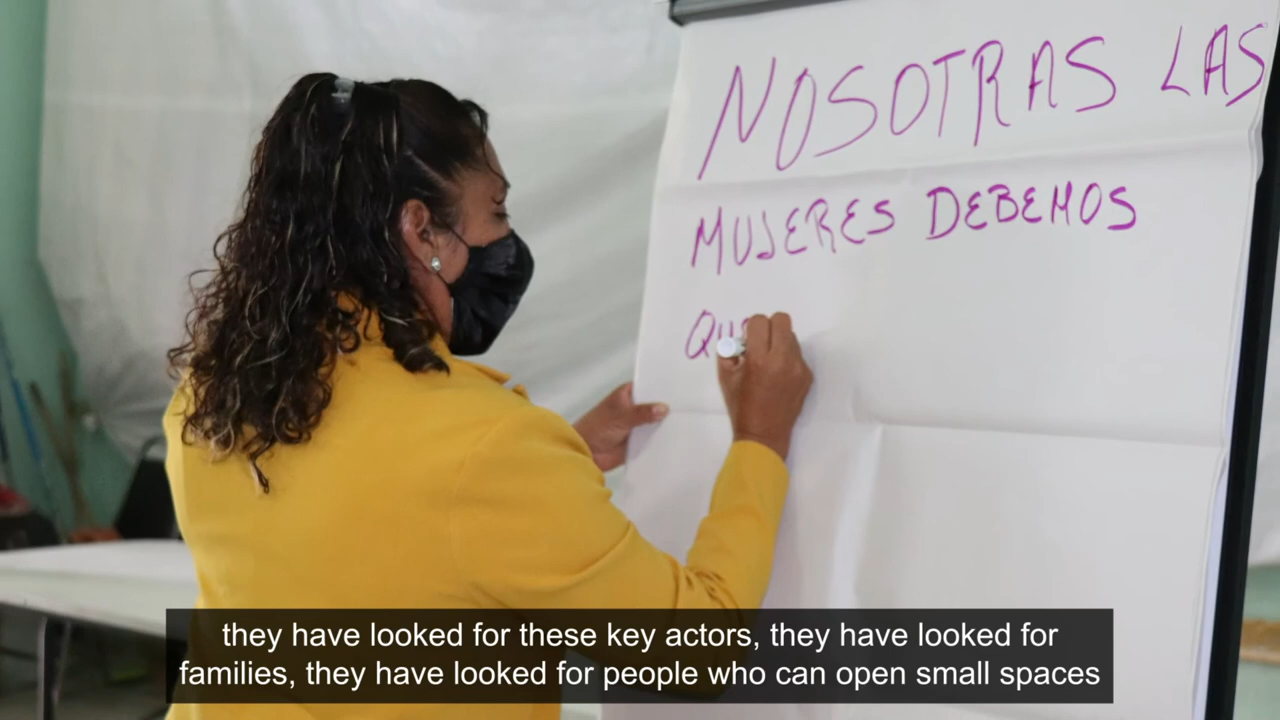 NOSOTRAS LAS
MUJERES DEBEMOS
they have looked for these key actors, they have looked for
families, they have looked for people who can open small spaces